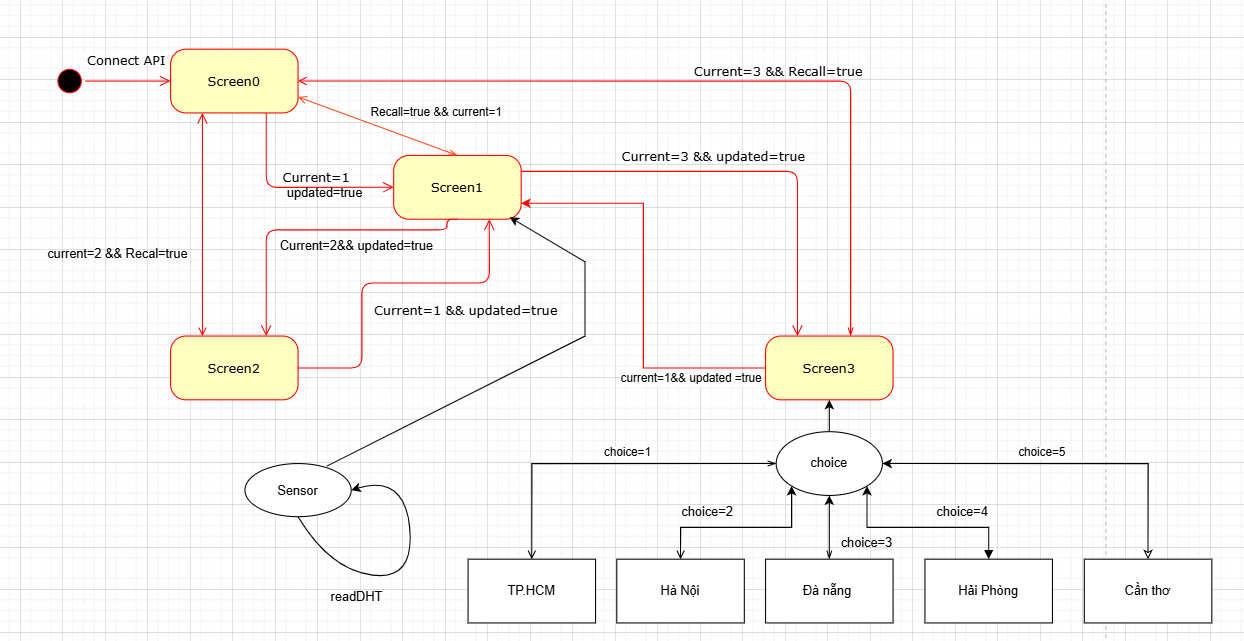 Connect API
Screen0
Current=3 && Recall=true
Recall=true && current=1
Current=3 && updated=true
Current=1
updated=true
Screen1
Current=2&& updated=true
current=2 && Recal=true
Current=1 && updated=true
Screen2
Screen3
current=1&& updated =true
choice=1
choice
choice=5
Sensor
choice=2
choice=4
choice=3
readDHT
TP.HCM
Hà Nội
Đà nẵng
Hải Phòng
Cần thơ